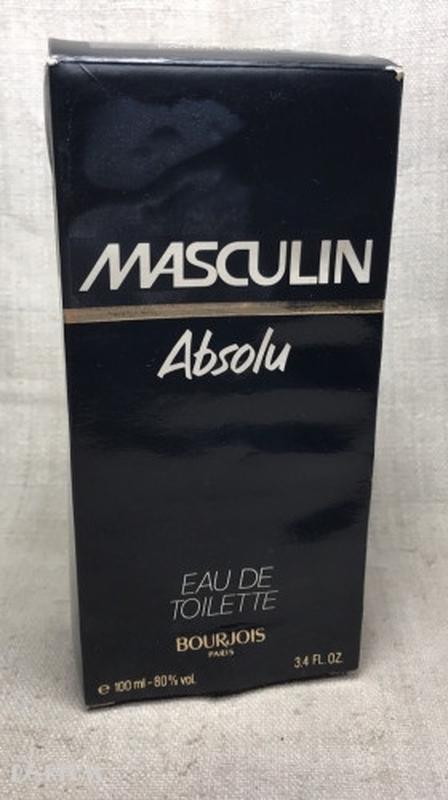 MASCULIN
Absolu
EAU DE
TOILETTE
BOURJOIS
PARIS
3.4 FL. OZ.
e 100 ml - 80% vol.